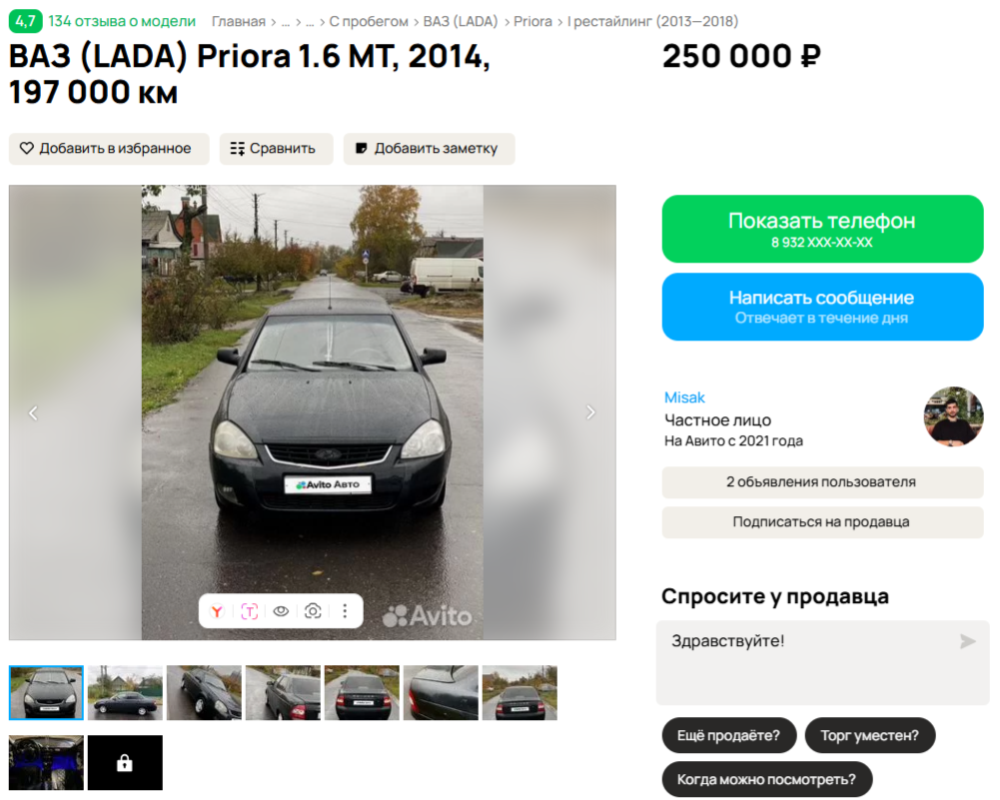 4,7 134 отзыва о модели Главная > ... > ... > С пробегом > ВАЗ (LADA) > Priora > I рестайлинг (2013—2018)
ВАЗ (LADA) Priora 1.6 MT, 2014,
197 000 км
250 000 ₽
Добавить в избранное
Сравнить
Добавить заметку
Avito Авто
Avito
Показать телефон
8 932 XXX-XX-XX
Написать сообщение
Отвечает в течение дня
Misak
Частное лицо
На Авито с 2021 года
2 объявления пользователя
Подписаться на продавца
Спросите у продавца
Здравствуйте!
Ещё продаёте?
Торг уместен?
Когда можно посмотреть?